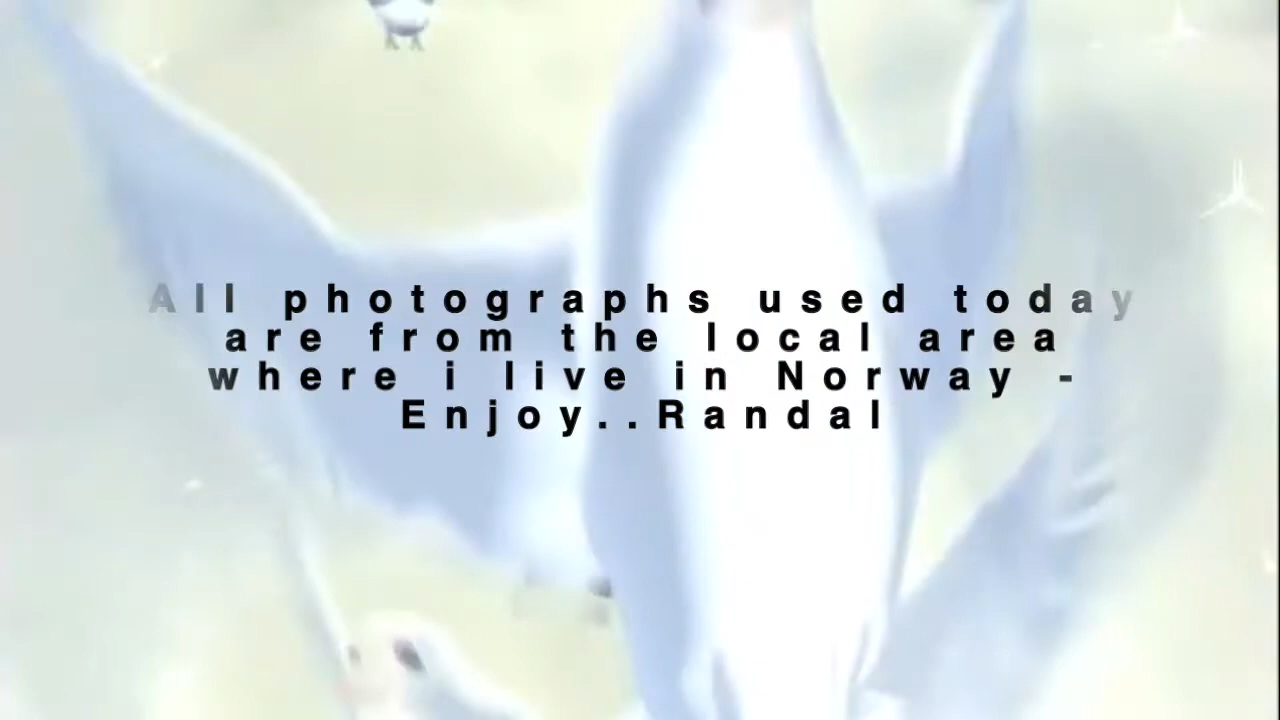 All photographs used today
are from the local area
where i live in Norway -
Enjoy..Randal